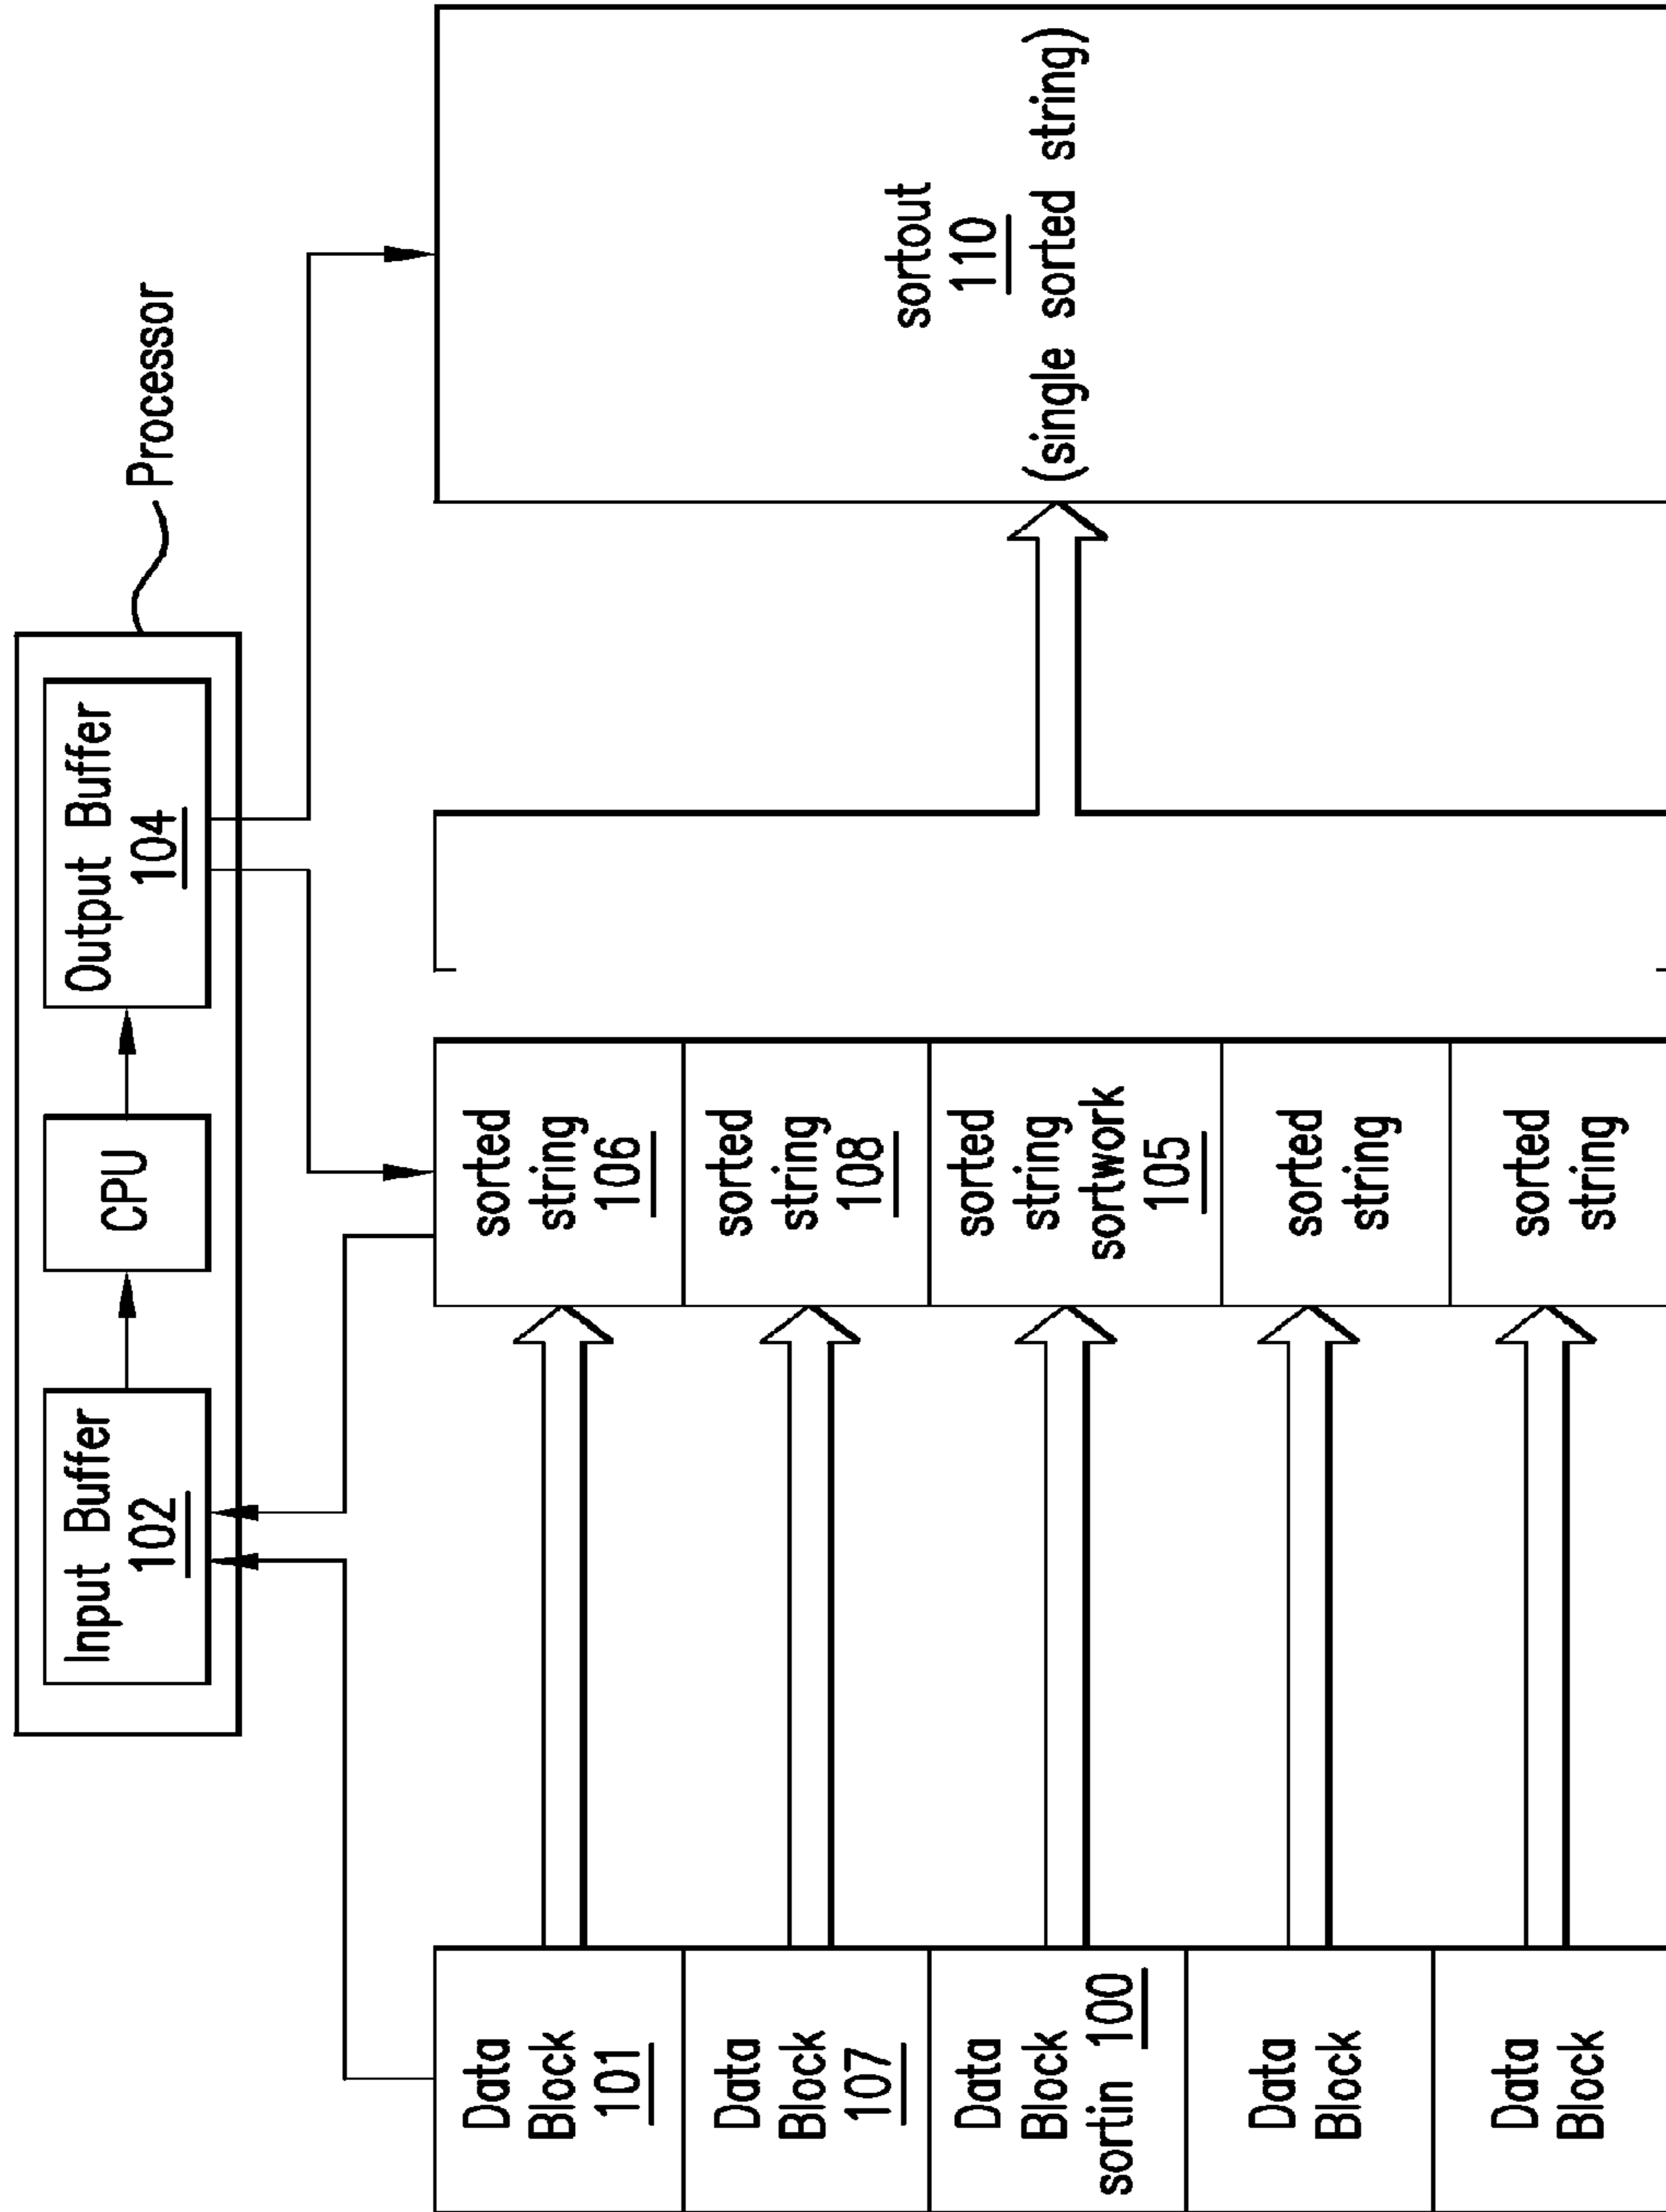 Processor
Input Buffer
102
CPU
Output Buffer
104
Data
Block
101
Data
Block
107
Data
Block
sortin 100
Data
Block
Data
Block
sorted
string
106
sorted
string
108
sorted
string
sortwork
105
sorted
string
sorted
string
sortout
110
(single sorted string)